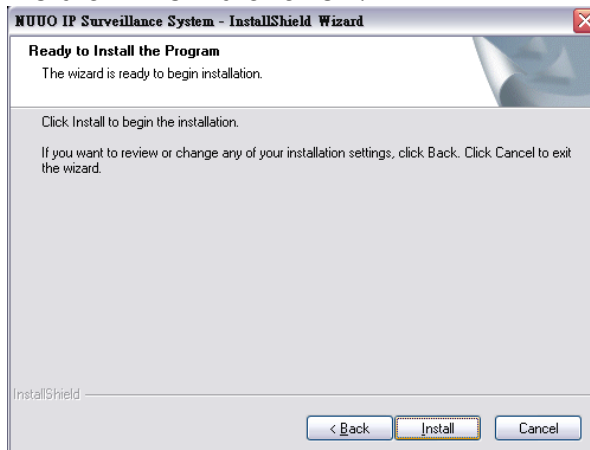 NUUO IP Surveillance System - InstallShield Wizard
Ready to Install the Program
The wizard is ready to begin installation.
Click Install to begin the installation.
If you want to review or change any of your installation settings, click Back. Click Cancel to exit
the wizard.
InstallShield
< Back
Install
Cancel